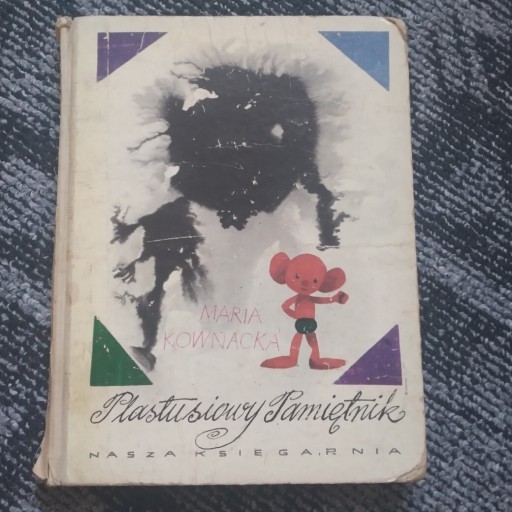 MARIA
KOWNACKA
Plastusiowy Pamiętnik
NASZA KSIĘGARNIA